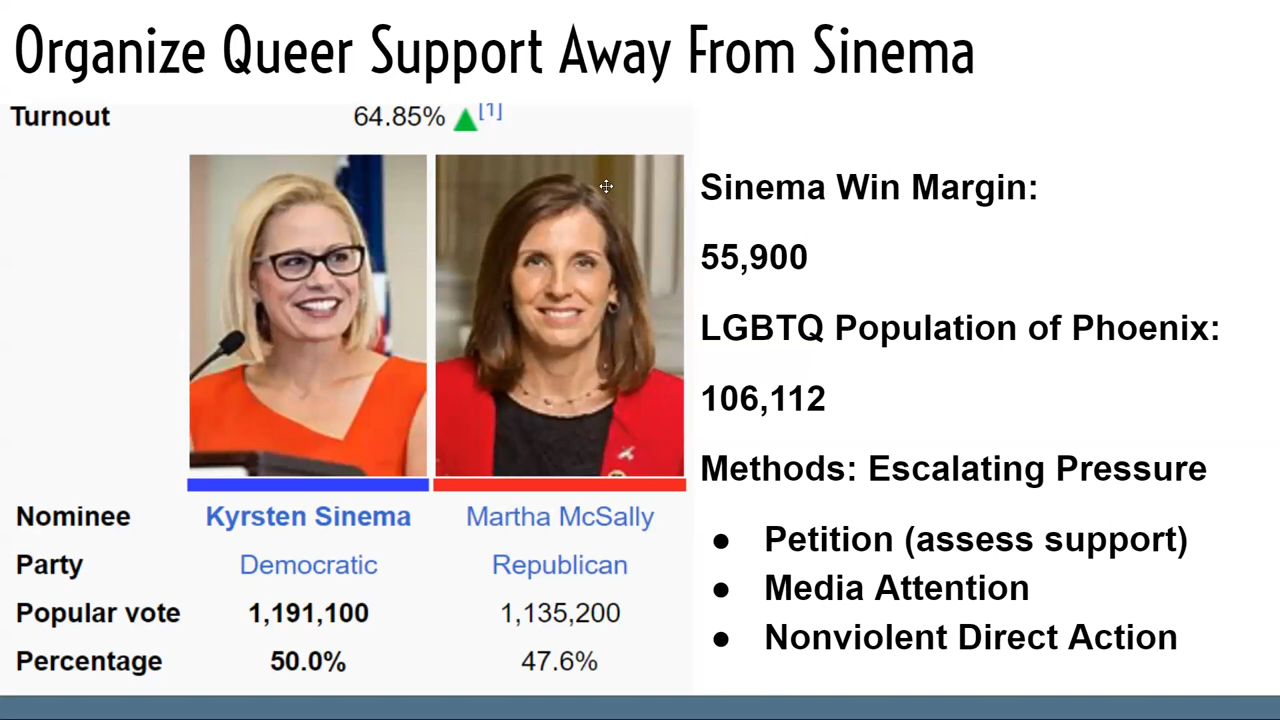 Organize Queer Support Away From Sinema
Turnout 64.85% ▲[1]
Nominee Kyrsten Sinema Martha McSally
Party Democratic Republican
Popular vote 1,191,100 1,135,200
Percentage 50.0% 47.6%
Sinema Win Margin:
55,900
LGBTQ Population of Phoenix:
106,112
Methods: Escalating Pressure
● Petition (assess support)
● Media Attention
● Nonviolent Direct Action